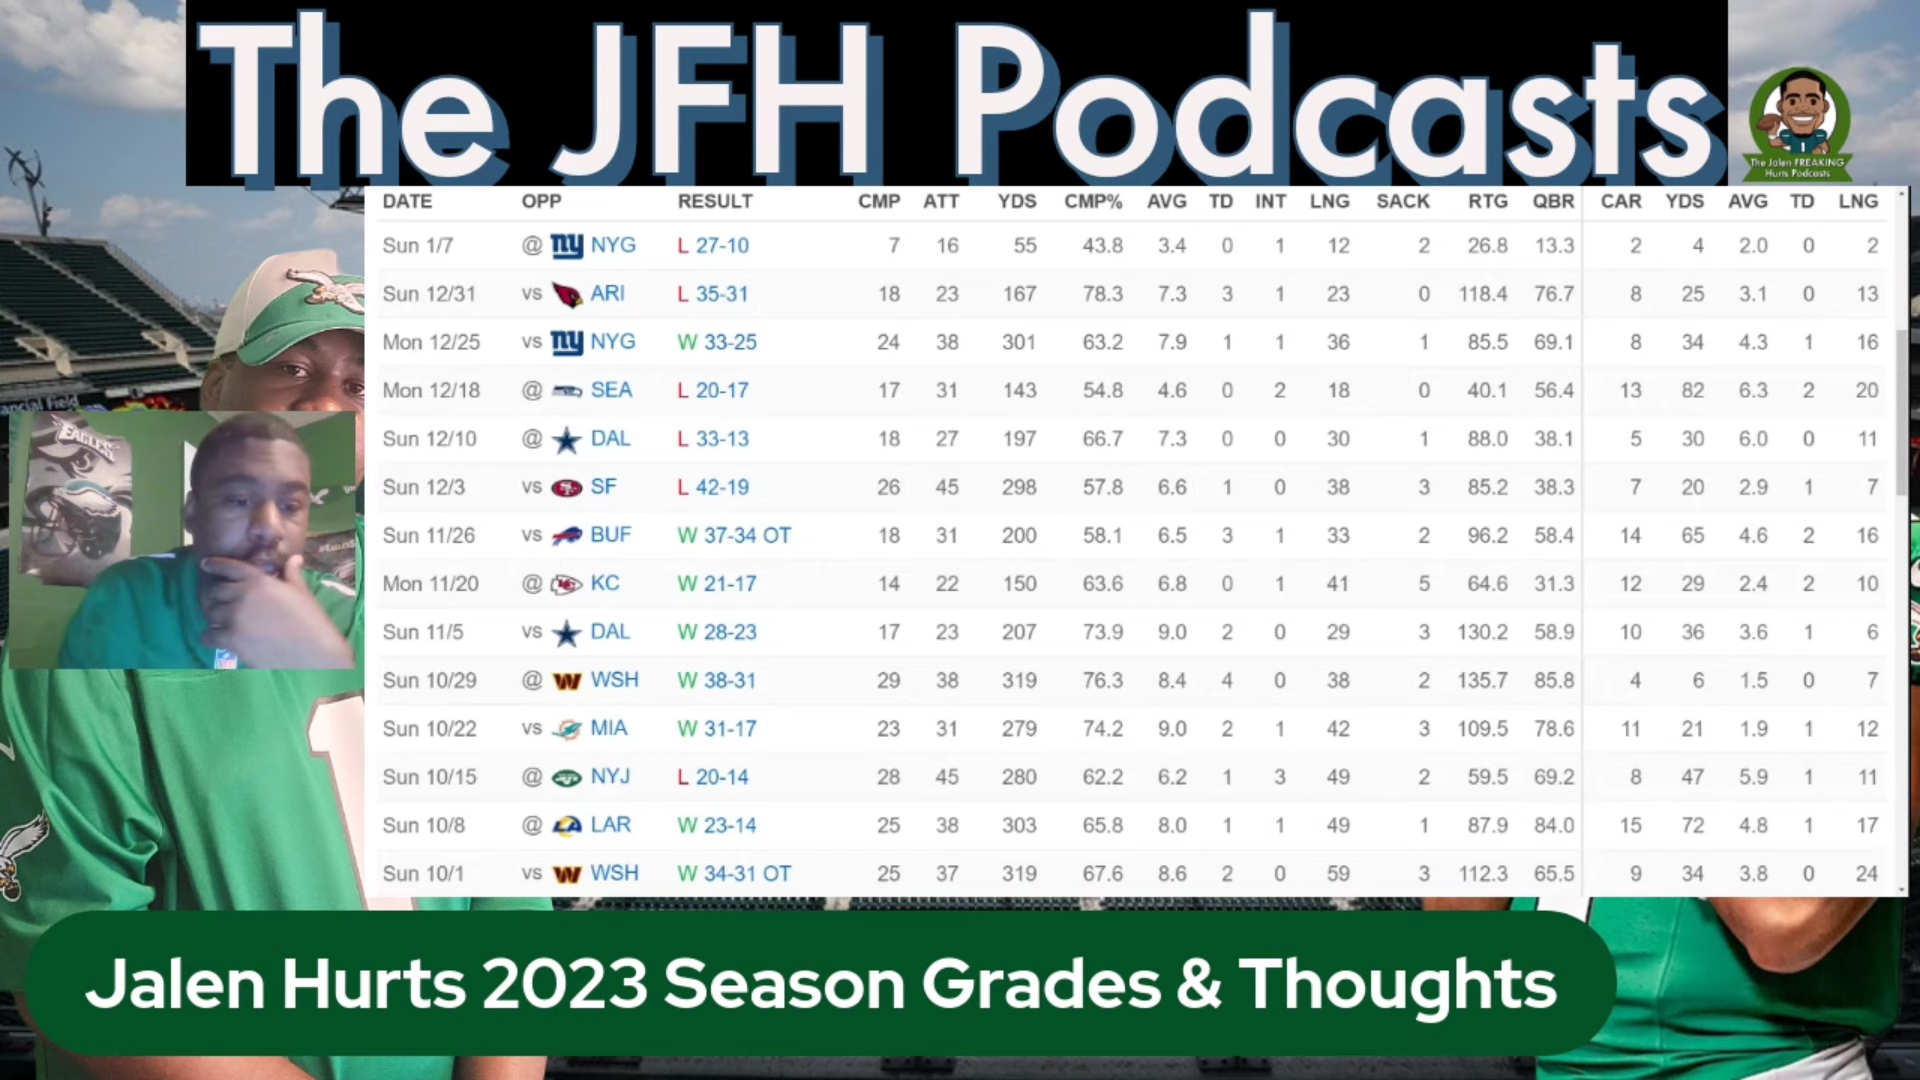 The JFH Podcasts
The Jalen FREAKING
Hurts Podcasts
DATE OPP RESULT CMP ATT YDS CMP% AVG TD INT LNG SACK RTG QBR CAR YDS AVG TD LNG
Sun 1/7 @ NYG L 27-10 7 16 55 43.8 3.4 0 1 12 2 26.8 13.3 2 4 2.0 0 2
Sun 12/31 vs ARI L 35-31 18 23 167 78.3 7.3 3 1 23 0 118.4 76.7 8 25 3.1 0 13
Mon 12/25 vs NYG W 33-25 24 38 301 63.2 7.9 1 1 36 1 85.5 69.1 8 34 4.3 1 16
Mon 12/18 @ SEA L 20-17 17 31 143 54.8 4.6 0 2 18 0 40.1 56.4 13 82 6.3 2 20
Sun 12/10 @ DAL L 33-13 18 27 197 66.7 7.3 0 0 30 1 88.0 38.1 5 30 6.0 0 11
Sun 12/3 vs SF L 42-19 26 45 298 57.8 6.6 1 0 38 3 85.2 38.3 7 20 2.9 1 7
Sun 11/26 vs BUF W 37-34 OT 18 31 200 58.1 6.5 3 1 33 2 96.2 58.4 14 65 4.6 2 16
Mon 11/20 @ KC W 21-17 14 22 150 63.6 6.8 0 1 41 5 64.6 31.3 12 29 2.4 2 10
Sun 11/5 vs DAL W 28-23 17 23 207 73.9 9.0 2 0 29 3 130.2 58.9 10 36 3.6 1 6
Sun 10/29 @ WSH W 38-31 29 38 319 76.3 8.4 4 0 38 2 135.7 85.8 4 6 1.5 0 7
Sun 10/22 vs MIA W 31-17 23 31 279 74.2 9.0 2 1 42 3 109.5 78.6 11 21 1.9 1 12
Sun 10/15 @ NYJ L 20-14 28 45 280 62.2 6.2 1 3 49 2 59.5 69.2 8 47 5.9 1 11
Sun 10/8 @ LAR W 23-14 25 38 303 65.8 8.0 1 1 49 1 87.9 84.0 15 72 4.8 1 17
Sun 10/1 vs WSH W 34-31 OT 25 37 319 67.6 8.6 2 0 59 3 112.3 65.5 9 34 3.8 0 24
EAGLES
Jalen Hurts 2023 Season Grades & Thoughts